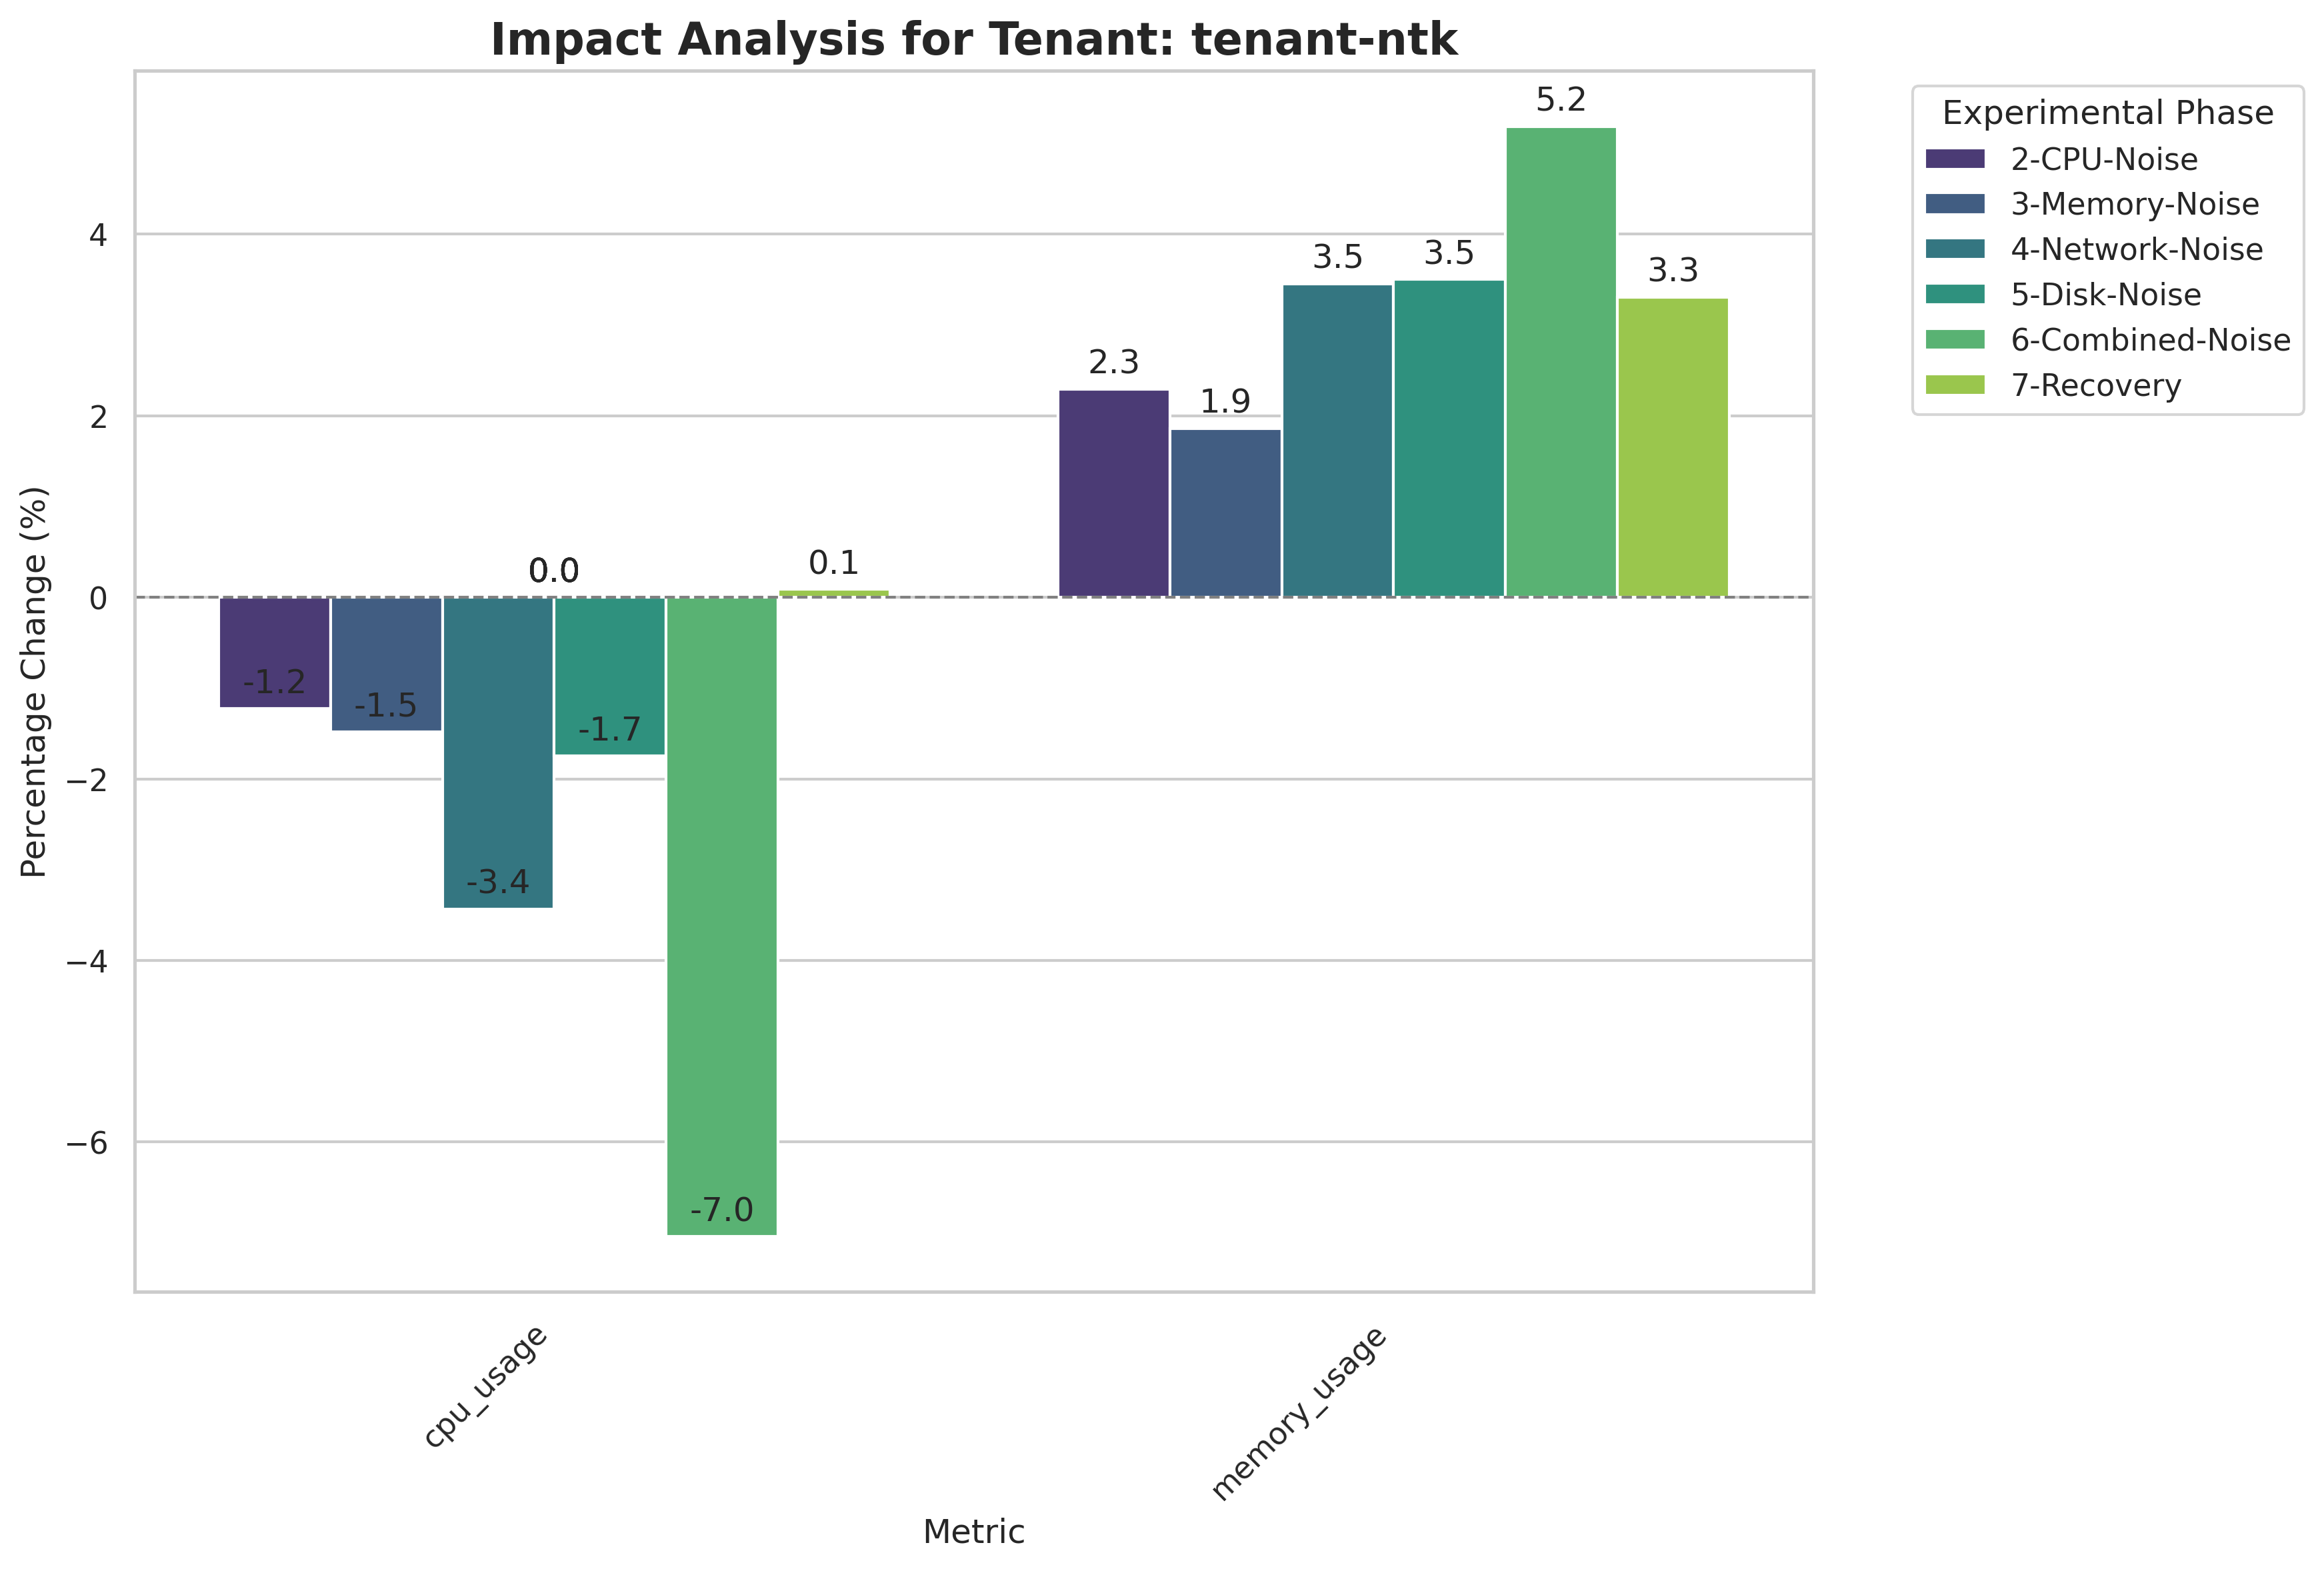 Impact Analysis for Tenant: tenant-ntk
Experimental Phase
2-CPU-Noise
3-Memory-Noise
4-Network-Noise
5-Disk-Noise
6-Combined-Noise
7-Recovery
Percentage Change (%)
4
2
0
−2
−4
−6
-1.2
-1.5
-3.4
0.0
-1.7
-7.0
0.1
2.3
1.9
3.5
3.5
5.2
3.3
cpu_usage
memory_usage
Metric